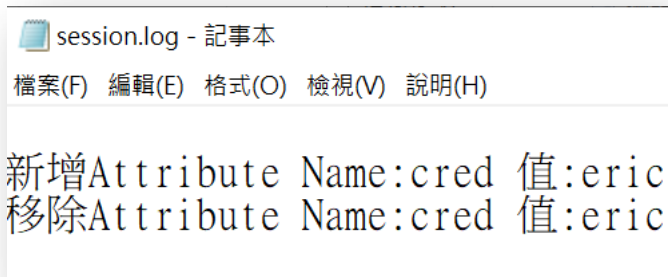 session.log - 記事本
檔案(F) 編輯(E) 格式(O) 檢視(V) 說明(H)
新增Attribute Name:cred 值:eric
移除Attribute Name:cred 值:eric